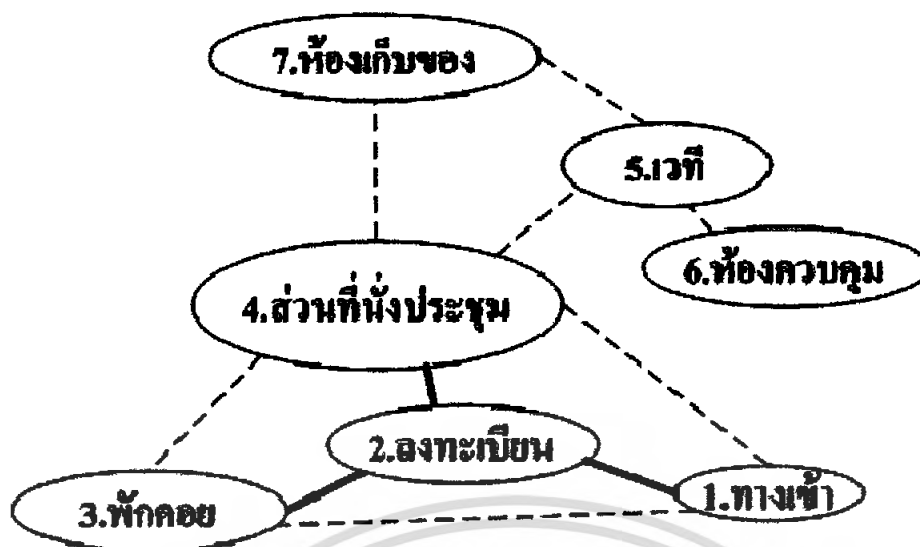 7.ห้องเก็บของ
5.เวที
6.ห้องควบคุม
4.ส่วนที่นั่งประชุม
2.ลงทะเบียน
1.ทางเข้า
3.พักคอย